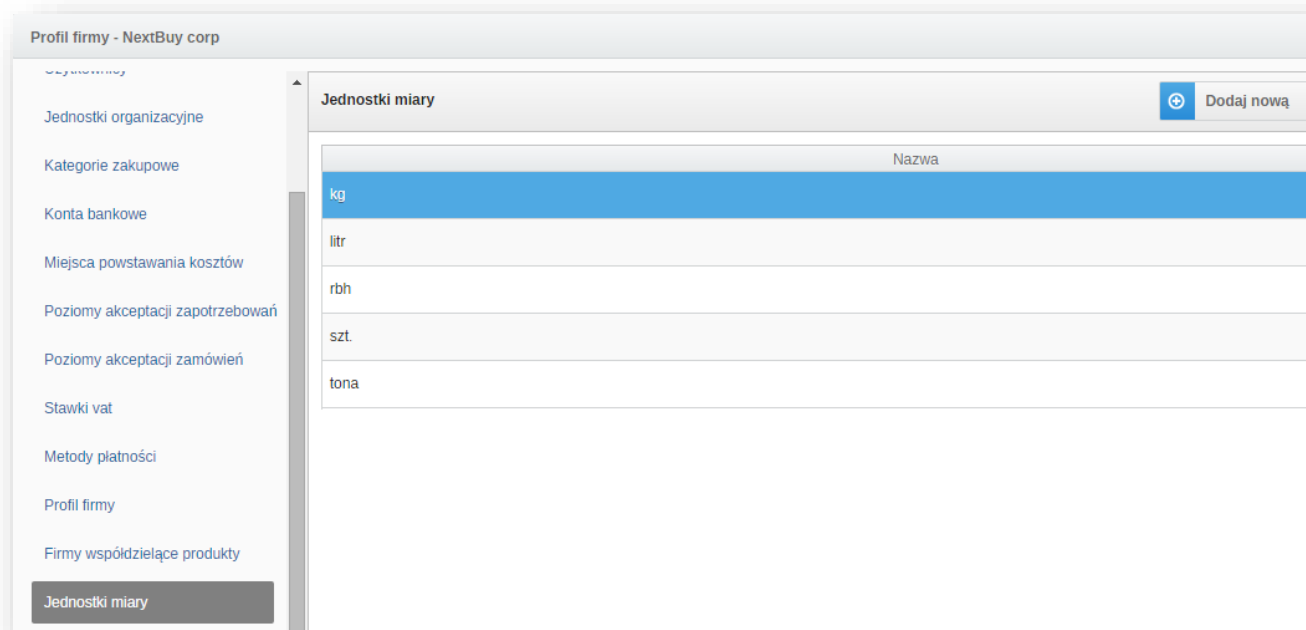 Profil firmy - NextBuy corp
Użytkownicy
Jednostki organizacyjne
Kategorie zakupowe
Konta bankowe
Miejsca powstawania kosztów
Poziomy akceptacji zapotrzebowań
Poziomy akceptacji zamówień
Stawki vat
Metody płatności
Profil firmy
Firmy współdzielące produkty
Jednostki miary
Jednostki miary
Dodaj nową
Nazwa
kg
litr
rbh
szt.
tona